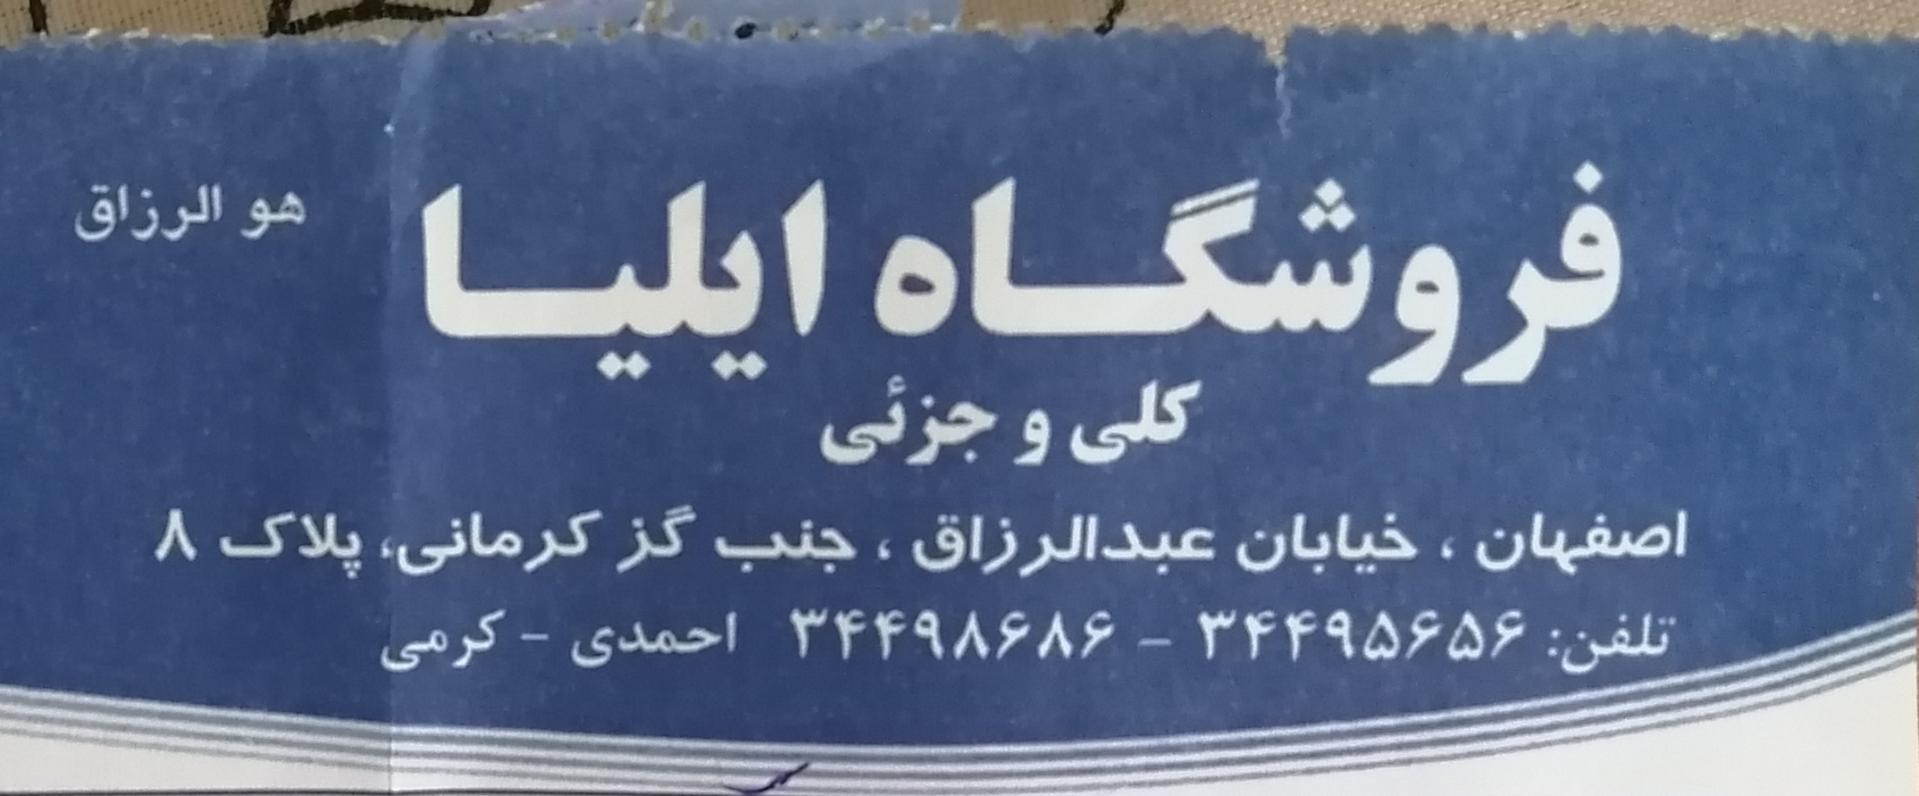 هو الرزاق
فروشگاه ایلیا
کلی و جزئی
اصفهان ، خیابان عبدالرزاق ، جنب گز کرمانی، پلاک ۸
تلفن: ۳۴۴۹۵۶۵۶ - ۳۴۴۹۸۶۸۶ احمدی - کرمی